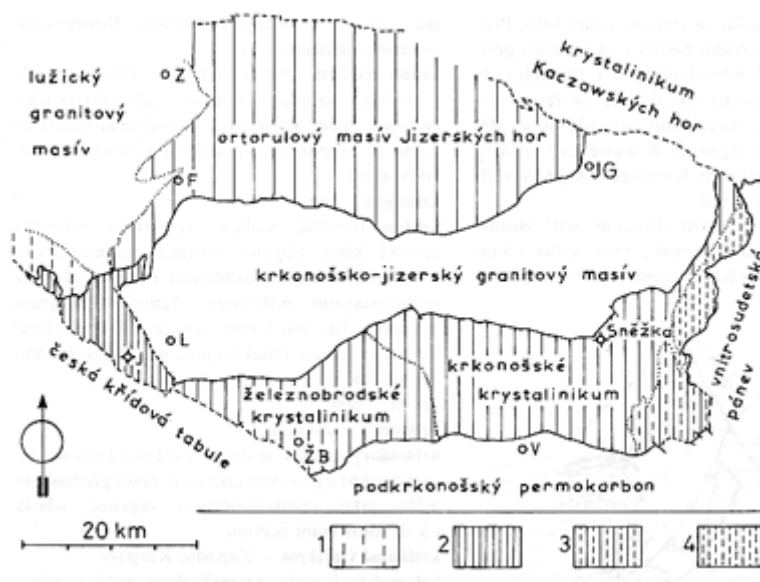 lužický
granitový
masív
Z
krystalinikum
Kaczawských hor
ortorulový masív Jizerských hor
F
JG
krkonošsko-jizerský granitový masív
Sněžka
vnitrosudetské
pánev
L
česká křídová tabule
železnobrodské
krystalinikum
krkonošské
krystalinikum
ŽB
V
podkrkonošský permokarbon
20 km
1
2
3
4